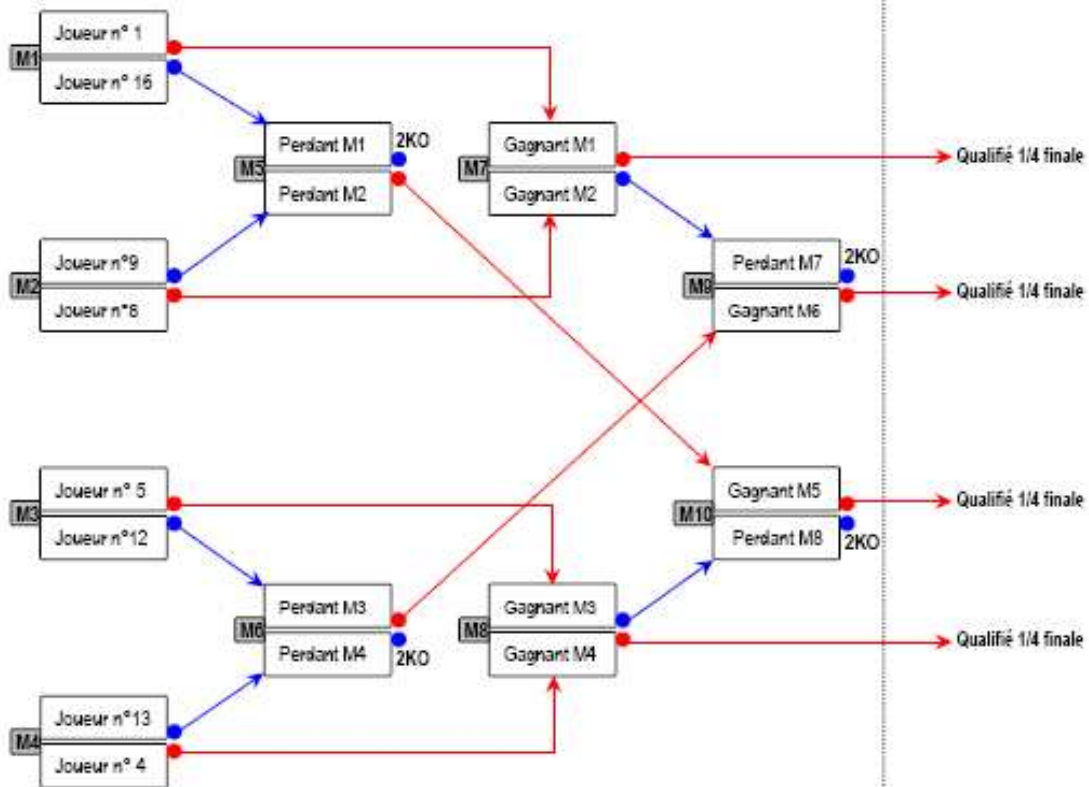 M1
Joueur n° 1
Joueur n° 16
M5
Perdant M1
Perdant M2
2KO
M7
Gagnant M1
Gagnant M2
Qualifié 1/4 finale
M2
Joueur n°9
Joueur n°8
M9
Perdant M7
Gagnant M6
2KO
Qualifié 1/4 finale
M3
Joueur n° 5
Joueur n°12
M10
Gagnant M5
Perdant M8
2KO
Qualifié 1/4 finale
M6
Perdant M3
Perdant M4
2KO
M8
Gagnant M3
Gagnant M4
Qualifié 1/4 finale
M4
Joueur n°13
Joueur n° 4